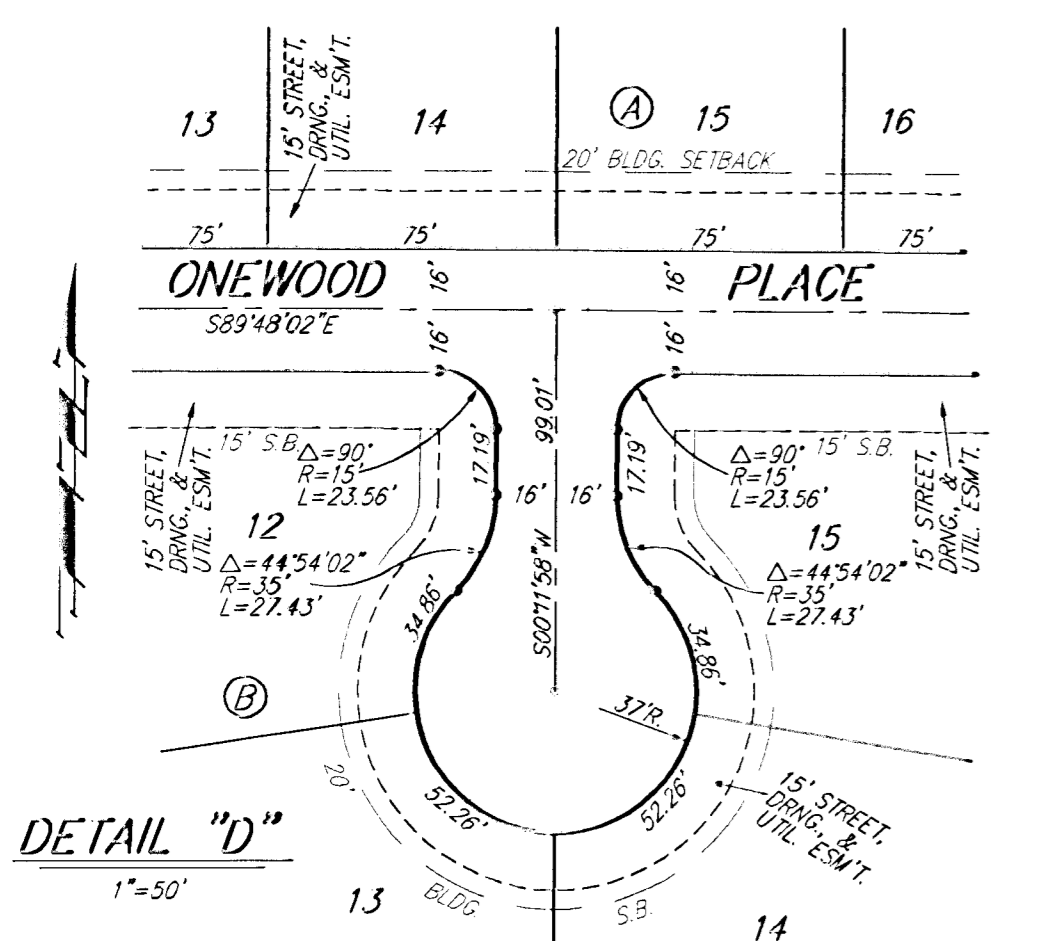 15' STREET,
DRNG., &
UTIL. ESM'T.
13
14
A
15
16
20' BLDG. SETBACK
75'
75'
75'
75'
ONEWOOD
16'
16'
PLACE
S89°48'02"E
16'
16'
99.01'
15' S.B.
15' S.B.
Δ=90°
R=15'
L=23.56'
17.19'
17.19'
Δ=90°
R=15'
L=23.56'
16'
16'
15' STREET,
DRNG., &
UTIL. ESM'T.
12
15
15' STREET,
DRNG., &
UTIL. ESM'T.
Δ=44°54'02"
R=35'
L=27.43'
S00°11'58"W
Δ=44°54'02"
R=35'
L=27.43'
34.86'
34.86'
B
37'R.
20'
52.26'
52.26'
15' STREET,
DRNG., &
UTIL. ESM'T.
DETAIL "D"
1"=50'
13
BLDG.
S.B.
14